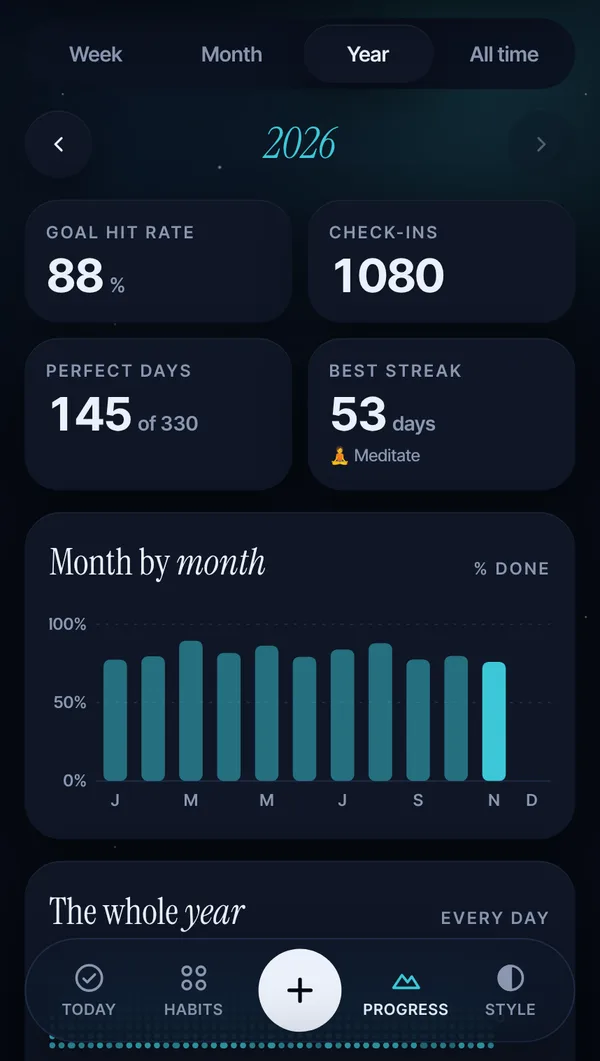 Week Month Year All time
2026
GOAL HIT RATE CHECK-INS
88 % 1080
PERFECT DAYS BEST STREAK
145 of 330 53 days
🧘 Meditate
Month by month % DONE
100%
50%
0%
J M M J S N D
The whole year EVERY DAY
TODAY HABITS + PROGRESS STYLE